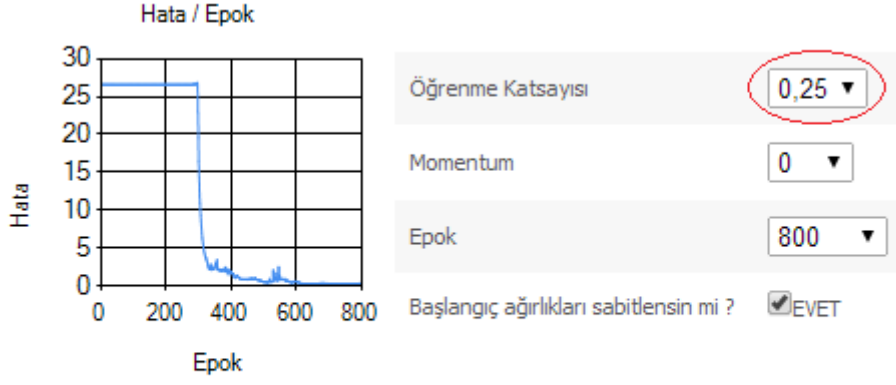 Hata / Epok
30
25
20
15
10
5
0
Hata
0 200 400 600 800
Epok
Öğrenme Katsayısı 0,25
Momentum 0
Epok 800
Başlangıç ağırlıkları sabitlensin mi ? EVET